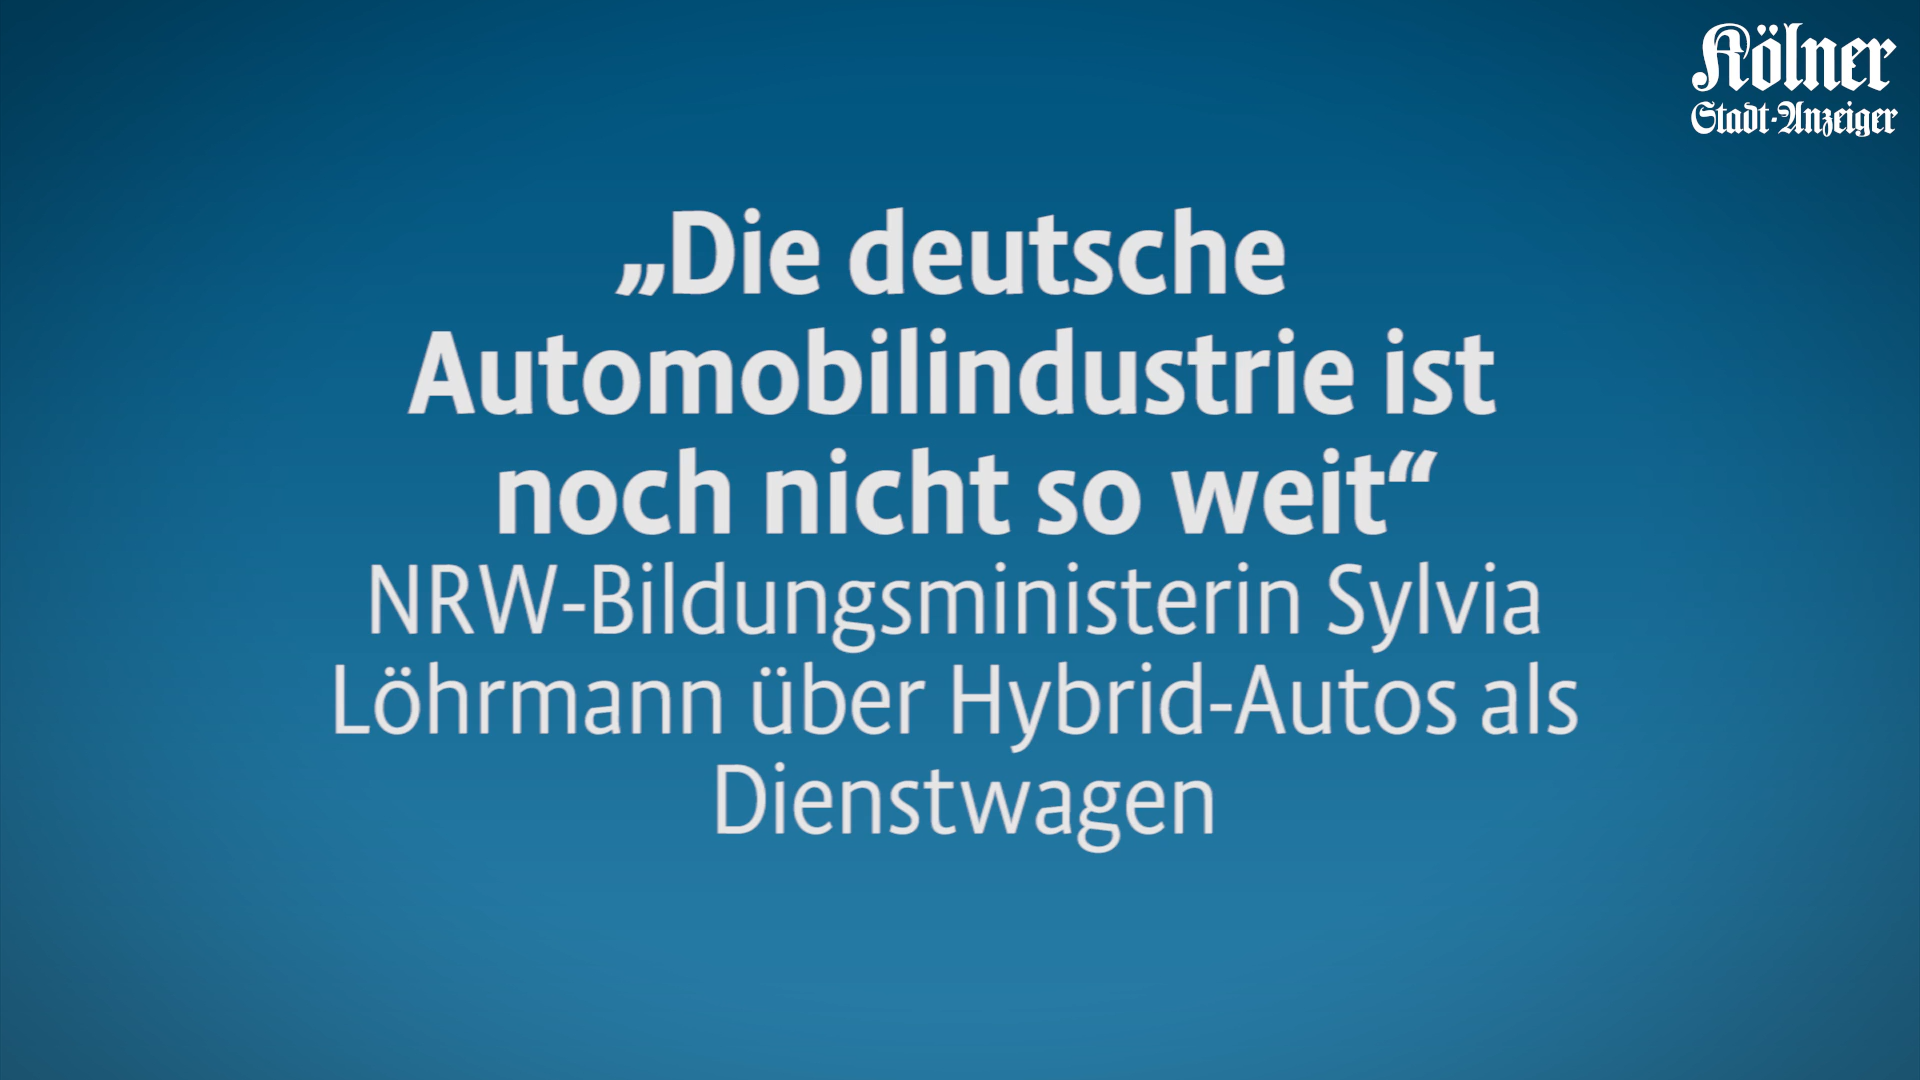 Kölner
Stadt-Anzeiger
„Die deutsche
Automobilindustrie ist
noch nicht so weit“
NRW-Bildungsministerin Sylvia
Löhrmann über Hybrid-Autos als
Dienstwagen